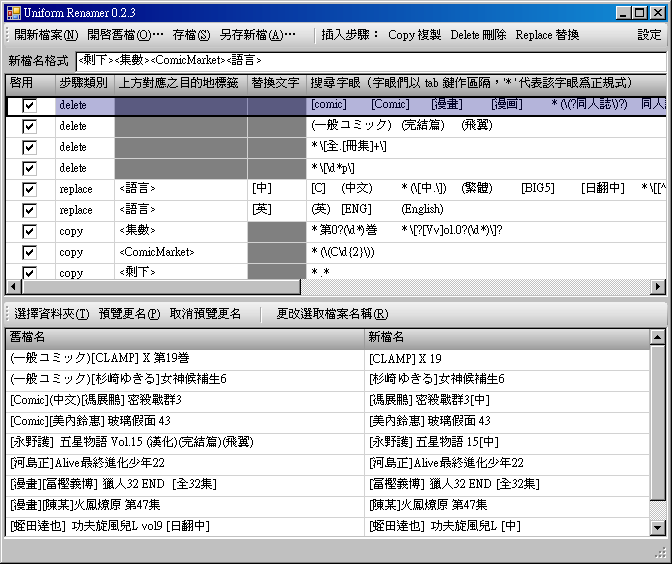 Uniform Renamer 0.2.3
開新檔案(N) 開啓舊檔(O)… 存檔(S) 另存新檔(A)… 插入步驟： Copy 複製 Delete 刪除 Replace 替換 設定
新檔名格式 <剩下><集數><ComicMarket><語言>
啓用 步驟類別 上方對應之目的地標籤 替換文字 搜尋字眼（字眼們以 tab 鍵作區隔，'*' 代表該字眼爲正規式）
delete [comic] [Comic] [漫畫] [漫画] * (\(?同人誌\)?) 同人誌
delete (一般ユミック) (完結篇) (飛翼)
delete * \[全.[冊集]+\]
delete * \[\d*p\]
replace <語言> [中] [C] (中文) * (\[中.\]) (繁體) [BIG5] [日翻中] * \[[^
replace <語言> [英] (英) [ENG] (English)
copy <集數> * 第0?(\d*)巻 * \[?[Vv]ol.0?(\d*)\]?
copy <ComicMarket> * (\(C\d{2}\))
copy <剩下> * .*
選擇資料夾(T) 預覽更名(P) 取消預覽更名 更改選取檔案名稱(R)
舊檔名 新檔名
(一般ユミック)[CLAMP] X 第19巻 [CLAMP] X 19
(一般ユミック)[杉崎ゆきる]女神候補生6 [杉崎ゆきる]女神候補生6
[Comic](中文)[馮展鵬] 密殺戰群3 [馮展鵬] 密殺戰群3[中]
[Comic][美內鈴惠] 玻璃假面 43 [美內鈴惠] 玻璃假面 43
[永野護] 五星物語 Vol.15 (漢化)(完結篇)(飛翼) [永野護] 五星物語 15[中]
[河島正]Alive最終進化少年22 [河島正]Alive最終進化少年22
[漫畫][冨樫義博] 獵人32 END [全32集] [冨樫義博] 獵人32 END [全32集]
[漫畫][陳某]火鳳燎原 第47集 [陳某]火鳳燎原 第47集
[蛭田達也] 功夫旋風兒L vol9 [日翻中] [蛭田達也] 功夫旋風兒L [中]